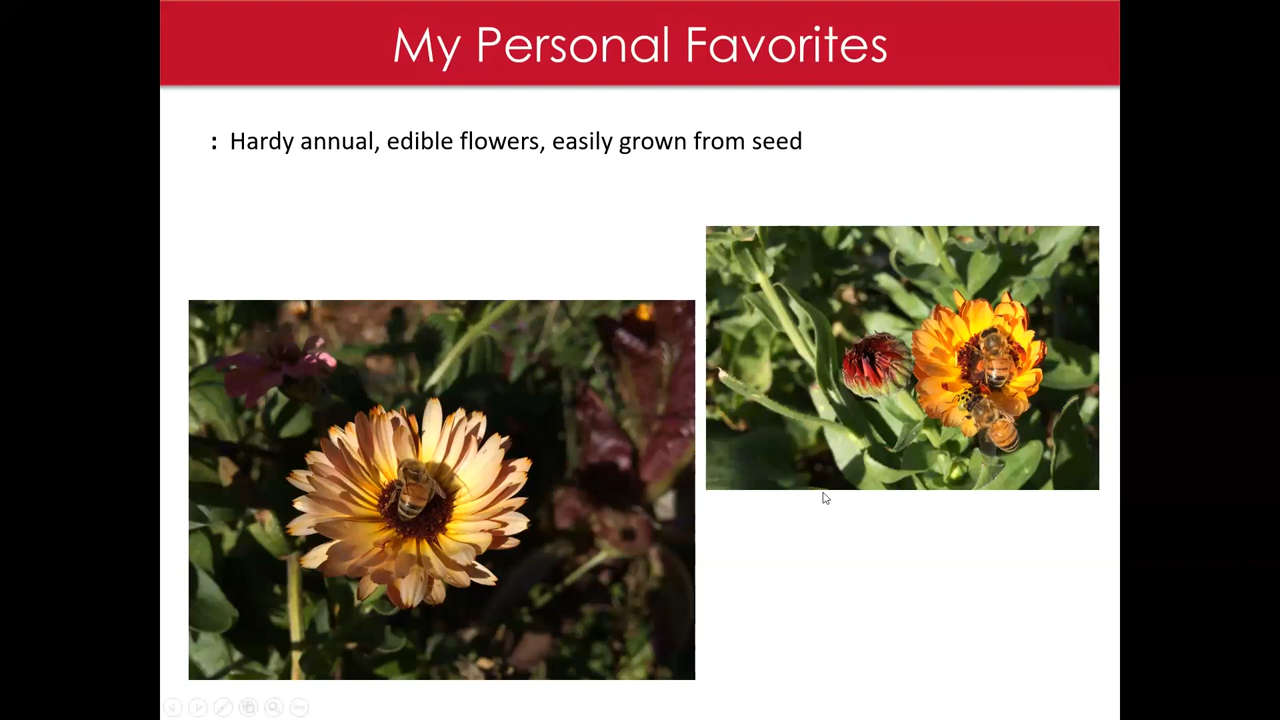 My Personal Favorites
: Hardy annual, edible flowers, easily grown from seed